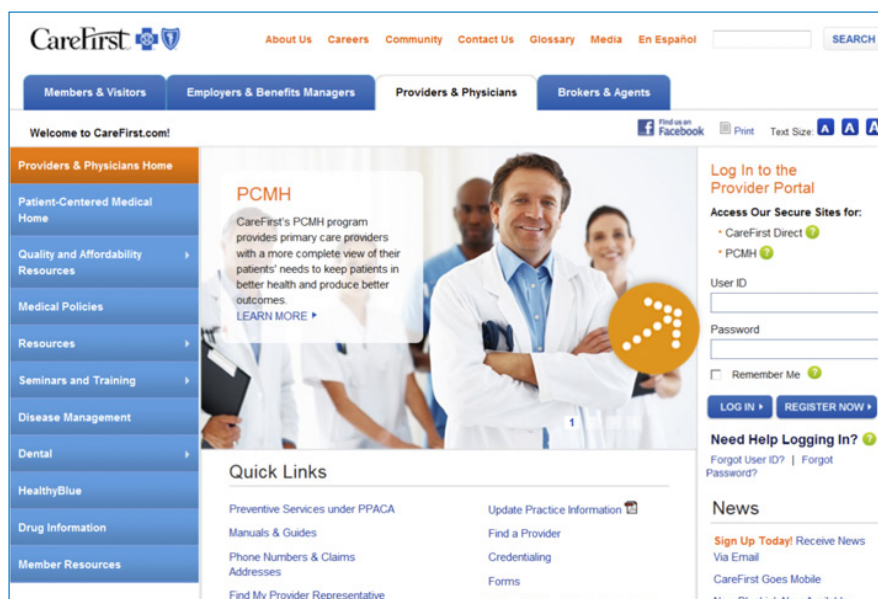 CareFirst
About Us Careers Community Contact Us Glossary Media En Español
SEARCH
Members & Visitors
Employers & Benefits Managers
Providers & Physicians
Brokers & Agents
Welcome to CareFirst.com!
Find us on
Facebook
Print
Text Size: A A A
Providers & Physicians Home
Patient-Centered Medical
Home
Quality and Affordability
Resources
Medical Policies
Resources
Seminars and Training
Disease Management
Dental
HealthyBlue
Drug Information
Member Resources
PCMH
CareFirst's PCMH program
provides primary care providers
with a more complete view of their
patients' needs to keep patients in
better health and produce better
outcomes.
LEARN MORE
1
Quick Links
Preventive Services under PPACA
Manuals & Guides
Phone Numbers & Claims
Addresses
Find My Provider Representative
Update Practice Information
Find a Provider
Credentialing
Forms
Log In to the
Provider Portal
Access Our Secure Sites for:
CareFirst Direct ?
PCMH ?
User ID
Password
Remember Me ?
LOG IN
REGISTER NOW
Need Help Logging In? ?
Forgot User ID? | Forgot
Password?
News
Sign Up Today! Receive News
Via Email
CareFirst Goes Mobile